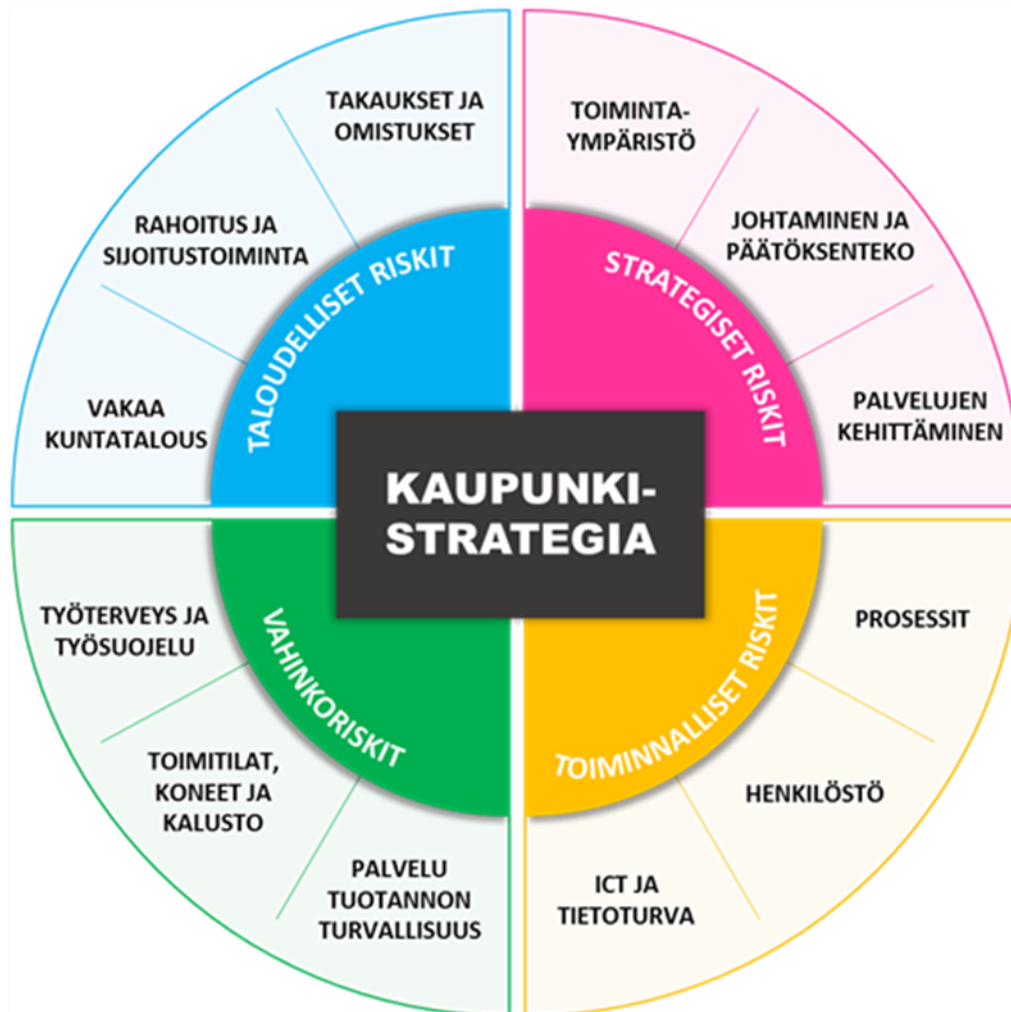 TAKAUKSET JA
OMISTUKSET
RAHOITUS JA
SIJOITUSTOIMINTA
VAKAA
KUNTATALOUS
TALOUDELLISET RISKIT
TOIMINTA-
YMPÄRISTÖ
JOHTAMINEN JA
PÄÄTÖKSENTEKO
PALVELUJEN
KEHITTÄMINEN
STRATEGISET RISKIT
KAUPUNKI-
STRATEGIA
TYÖTERVEYS JA
TYÖSUOJELU
TOIMITILAT,
KONEET JA
KALUSTO
PALVELU
TUOTANNON
TURVALLISUUS
VAHINKORISKIT
PROSESSIT
HENKILÖSTÖ
ICT JA
TIETOTURVA
TOIMINNALLISET RISKIT